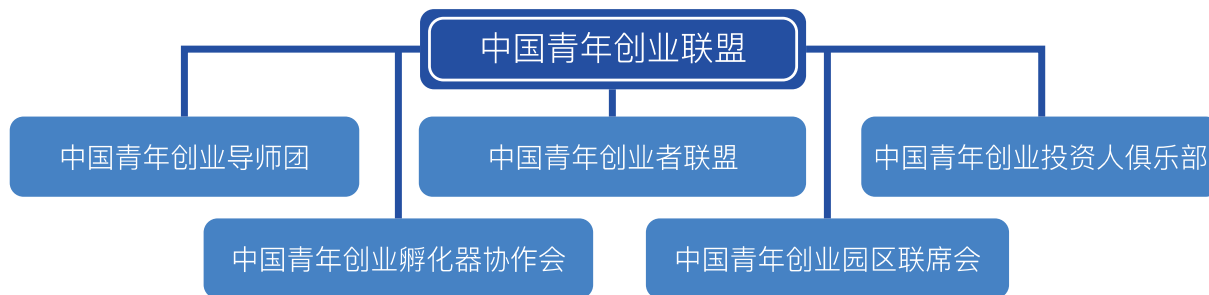 中国青年创业联盟
中国青年创业导师团
中国青年创业者联盟
中国青年创业投资人俱乐部
中国青年创业孵化器协作会
中国青年创业园区联席会